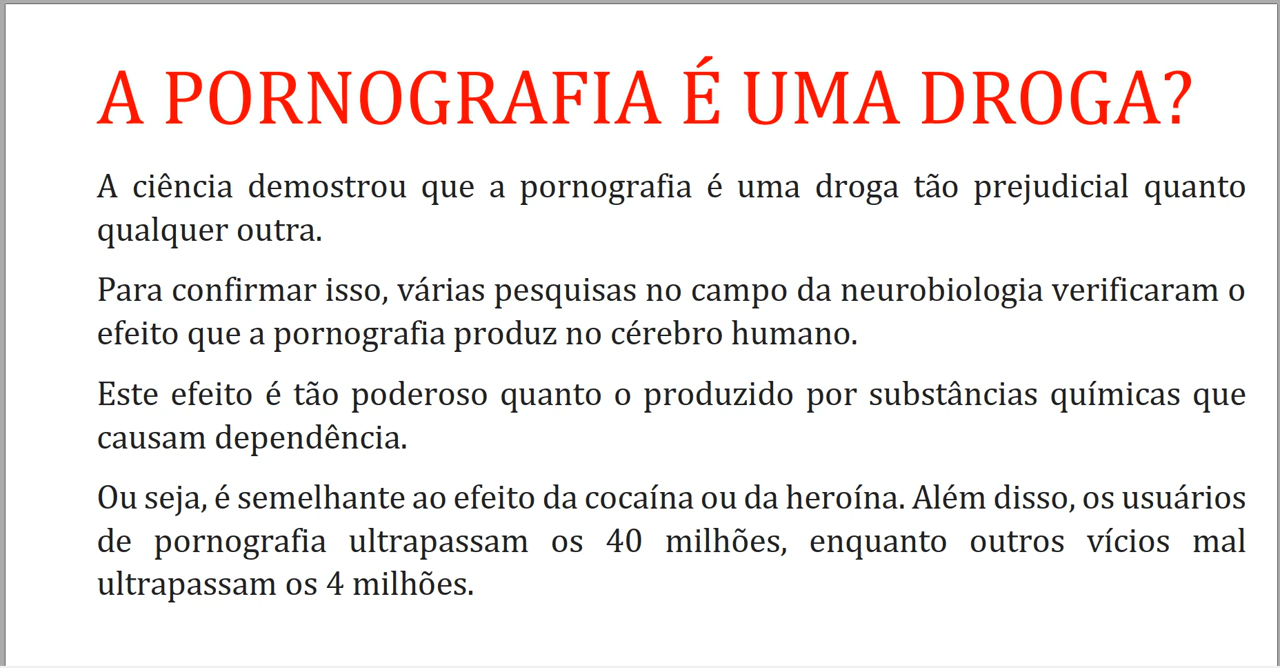 A PORNOGRAFIA É UMA DROGA?
A ciência demostrou que a pornografia é uma droga tão prejudicial quanto
qualquer outra.
Para confirmar isso, várias pesquisas no campo da neurobiologia verificaram o
efeito que a pornografia produz no cérebro humano.
Este efeito é tão poderoso quanto o produzido por substâncias químicas que
causam dependência.
Ou seja, é semelhante ao efeito da cocaína ou da heroína. Além disso, os usuários
de pornografia ultrapassam os 40 milhões, enquanto outros vícios mal
ultrapassam os 4 milhões.